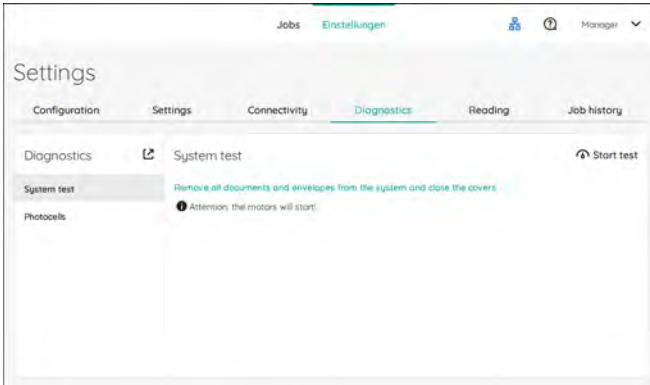 Jobs Einstellungen Manager
Settings
Configuration Settings Connectivity Diagnostics Reading Job history
Diagnostics System test Start test
System test Remove all documents and envelopes from the system and close the covers
Attention, the motors will start!
Photocells